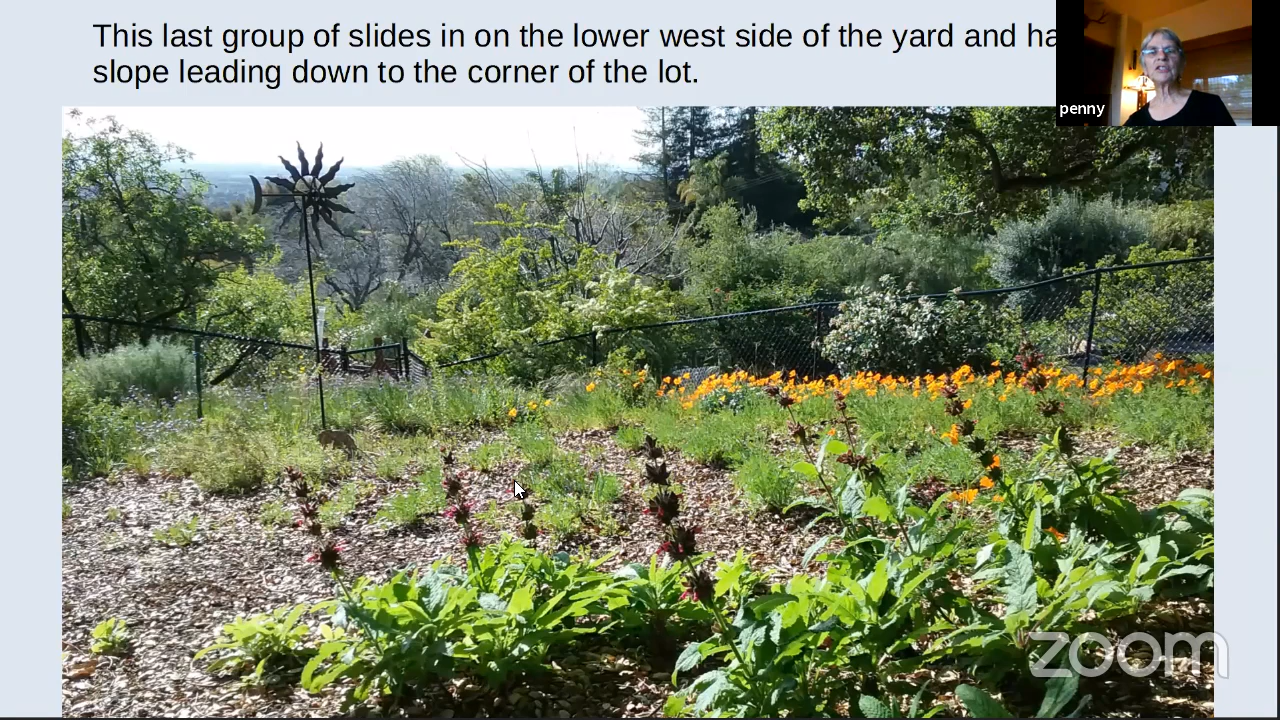 This last group of slides in on the lower west side of the yard and ha
slope leading down to the corner of the lot.
penny
zoom